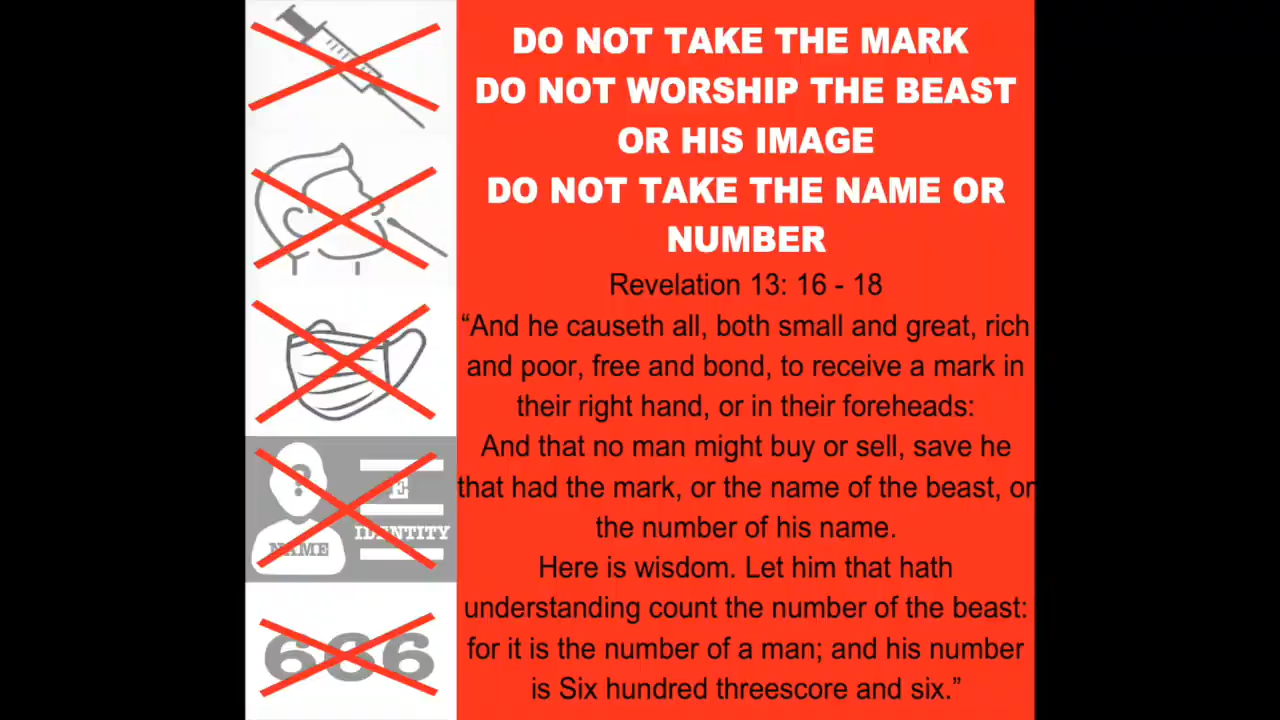 DO NOT TAKE THE MARK
DO NOT WORSHIP THE BEAST
OR HIS IMAGE
DO NOT TAKE THE NAME OR
NUMBER
Revelation 13: 16 - 18
“And he causeth all, both small and great, rich
and poor, free and bond, to receive a mark in
their right hand, or in their foreheads:
And that no man might buy or sell, save he
that had the mark, or the name of the beast, or
the number of his name.
Here is wisdom. Let him that hath
understanding count the number of the beast:
for it is the number of a man; and his number
is Six hundred threescore and six.”
?
E
NAME
IDENTITY
666